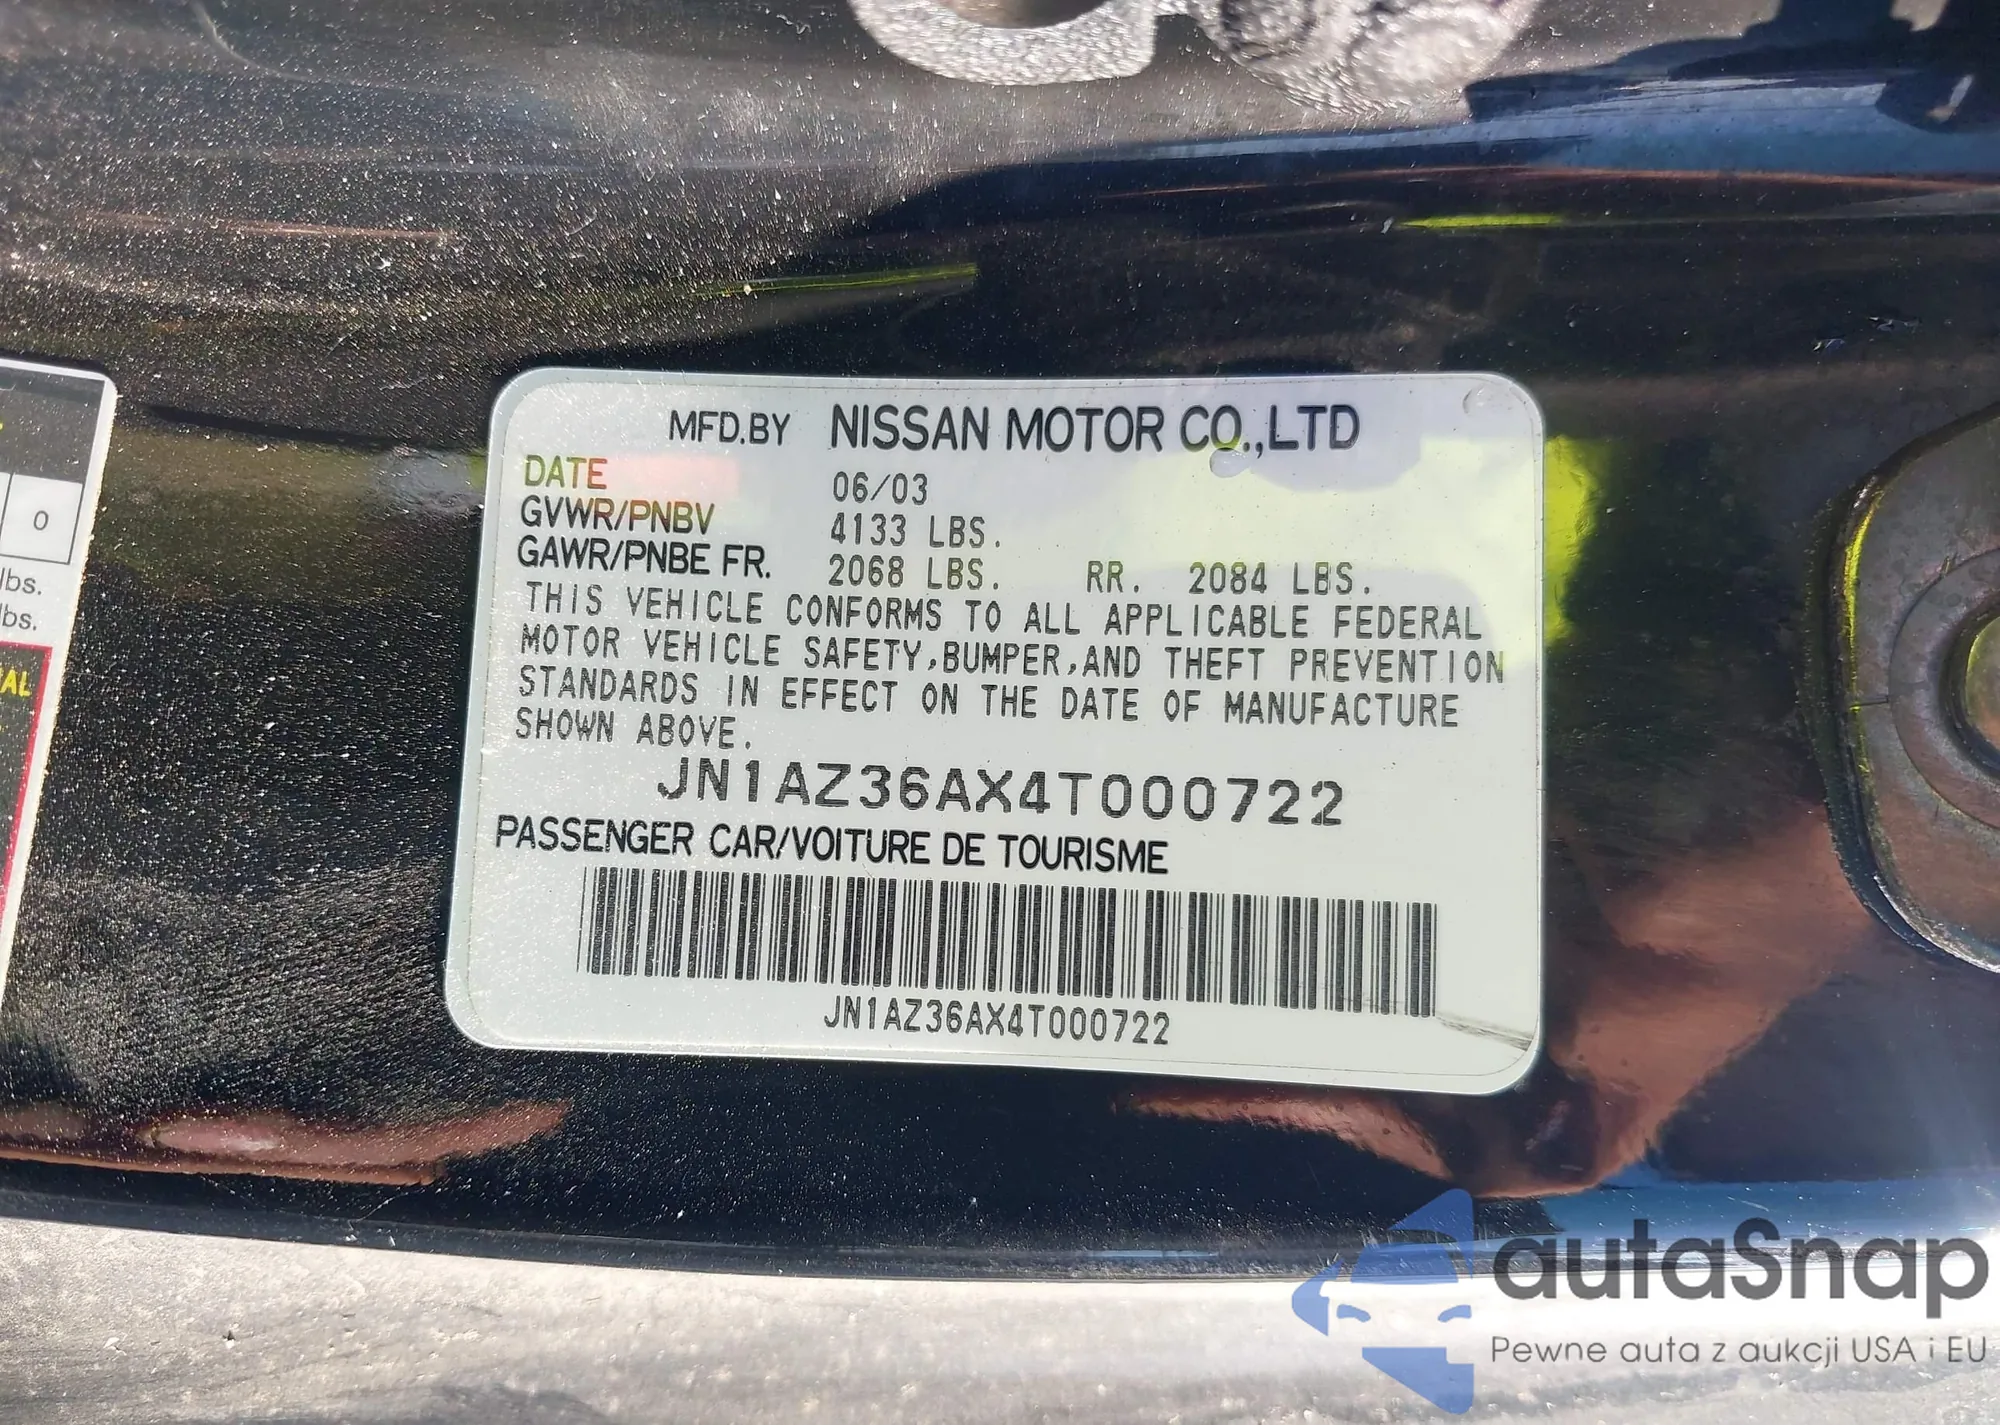 MFD.BY NISSAN MOTOR CO.,LTD
DATE 06/03
GVWR/PNBV 4133 LBS.
GAWR/PNBE FR. 2068 LBS. RR. 2084 LBS.
THIS VEHICLE CONFORMS TO ALL APPLICABLE FEDERAL
MOTOR VEHICLE SAFETY,BUMPER,AND THEFT PREVENTION
STANDARDS IN EFFECT ON THE DATE OF MANUFACTURE
SHOWN ABOVE.
JN1AZ36AX4T000722
PASSENGER CAR/VOITURE DE TOURISME
JN1AZ36AX4T000722
0
lbs.
lbs.
autaSnap
Pewne auta z aukcji USA i EU